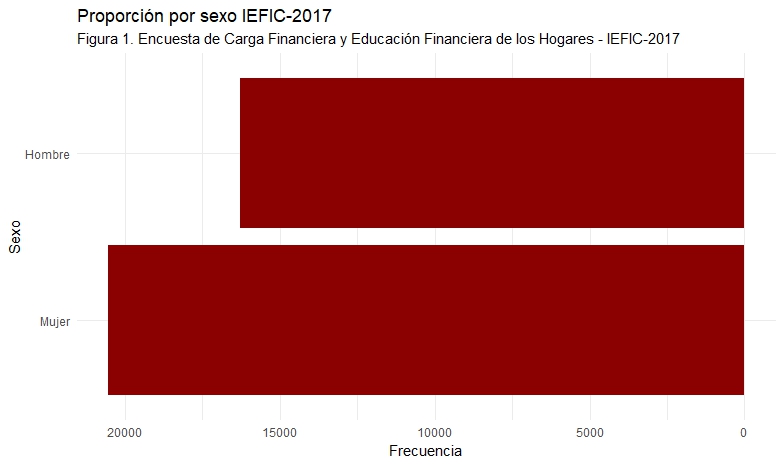 Proporción por sexo IEFIC-2017
Figura 1. Encuesta de Carga Financiera y Educación Financiera de los Hogares - IEFIC-2017
Hombre
Sexo
Mujer
20000 15000 10000 5000 0
Frecuencia